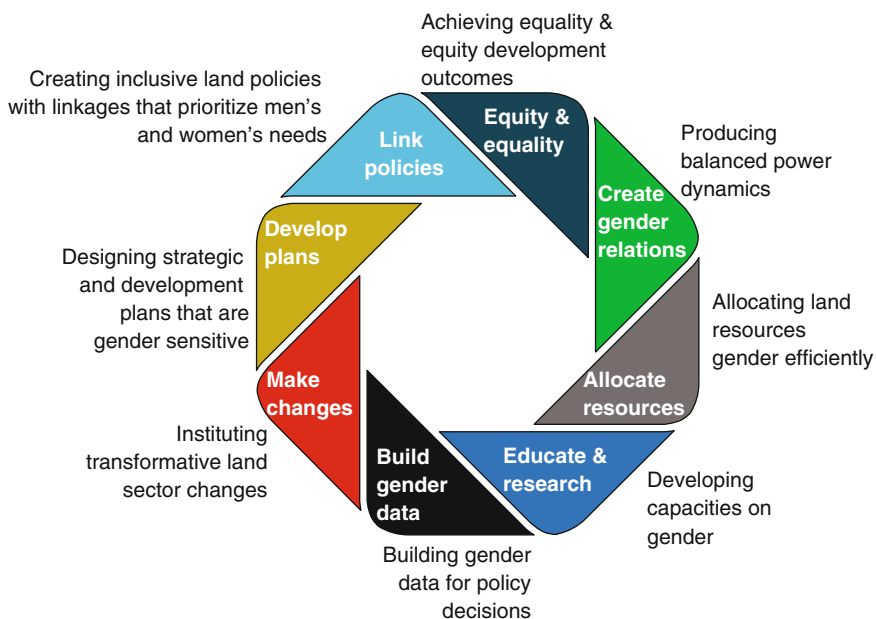 Achieving equality &
equity development
outcomes
Equity &
equality
Producing
balanced power
dynamics
Create
gender
relations
Allocating land
resources
gender efficiently
Allocate
resources
Developing
capacities on
gender
Educate &
research
Building gender
data for policy
decisions
Build
gender
data
Instituting
transformative land
sector changes
Make
changes
Designing strategic
and development
plans that are
gender sensitive
Develop
plans
Creating inclusive land policies
with linkages that prioritize men’s
and women’s needs
Link
policies